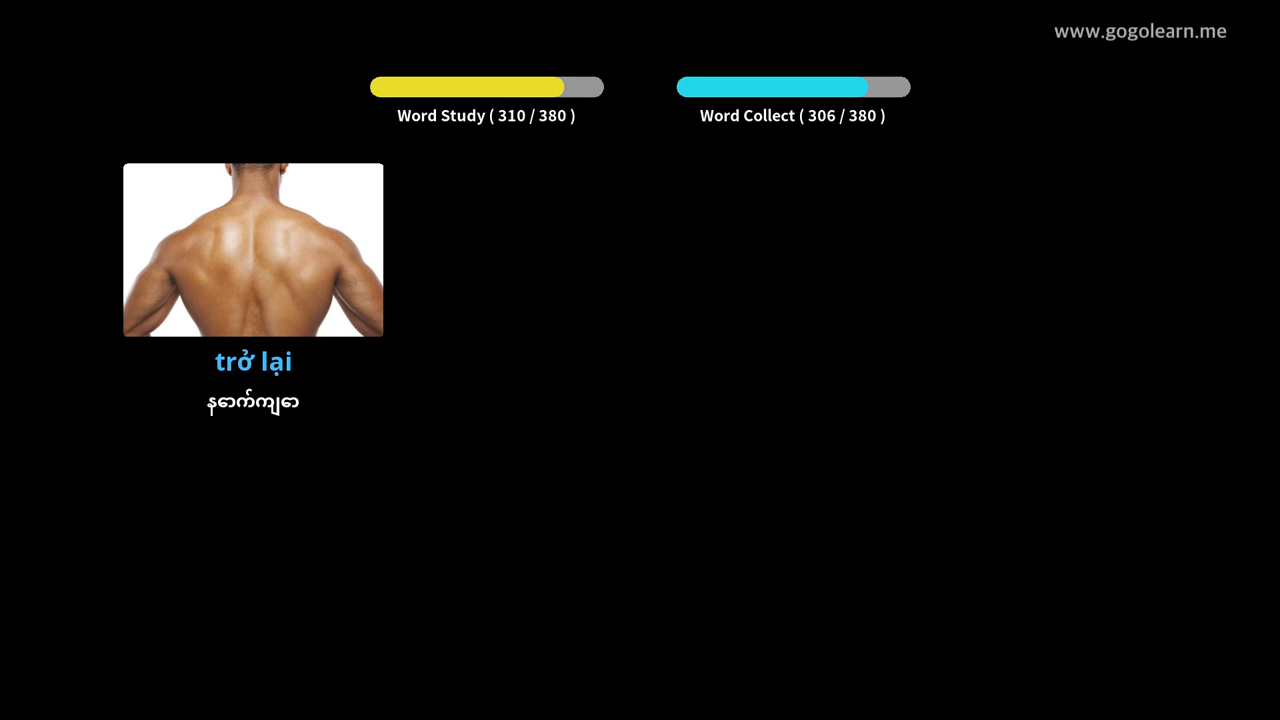 www.gogolearn.me
Word Study ( 310 / 380 )
Word Collect ( 306 / 380 )
trở lại
နောက်ကျော